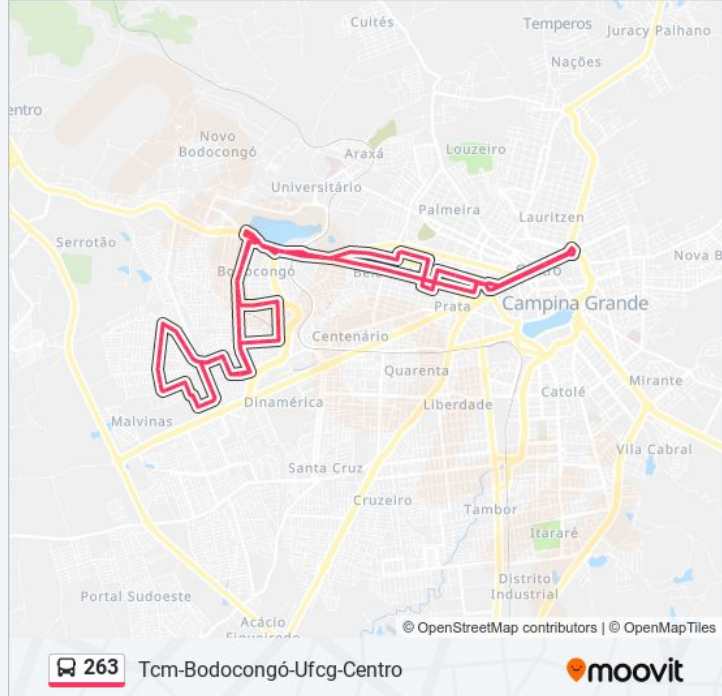 Cuités
Temperos
Juracy Palhano
Nações
entro
Novo
Bodocongó
Araxá
Louzeiro
Universitário
Palmeira
Lauritzen
Serrotão
Nova B
Bodocongó
Prata
Campina Grande
Centenário
Quarenta
Mirante
Catolé
Dinamérica
Liberdade
Malvinas
Vila Cabral
Santa Cruz
Cruzeiro
Tambor
Itararé
Distrito
Industrial
Portal Sudoeste
Acácio
Figueiredo
© OpenStreetMap contributors | © OpenMapTiles
263 Tcm-Bodocongó-Ufcg-Centro
moovit